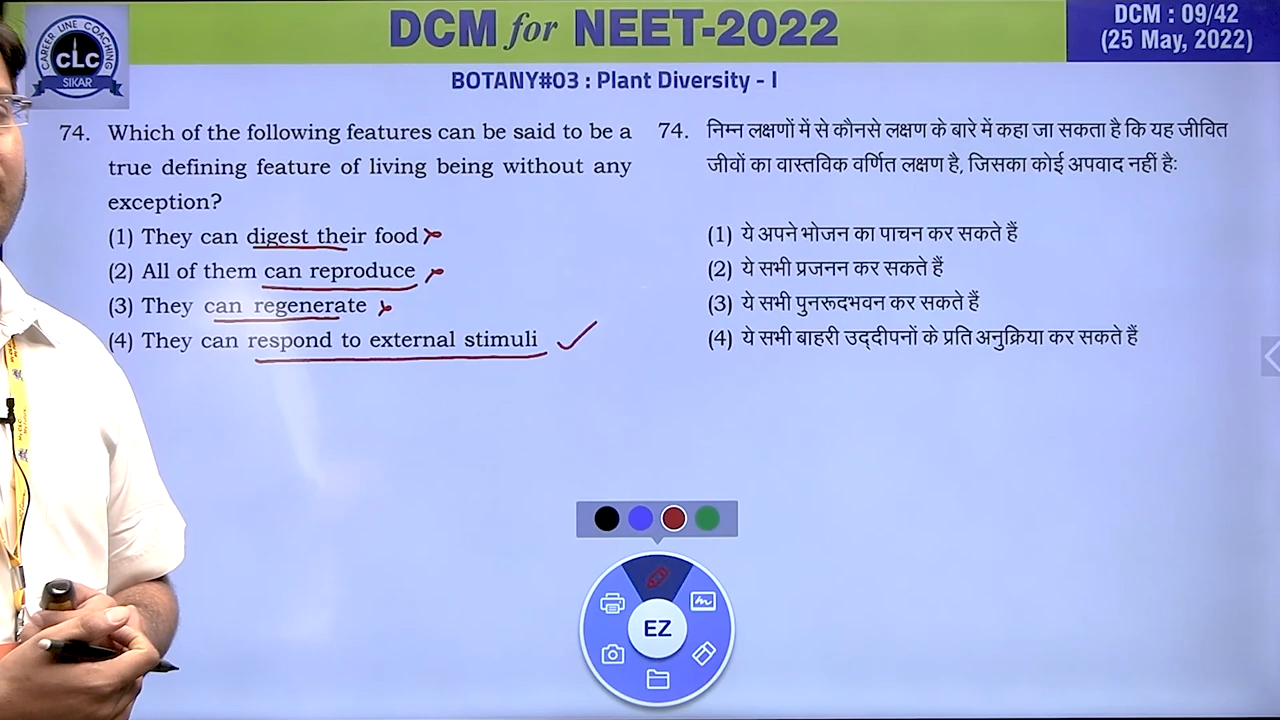 DCM for NEET-2022
DCM : 09/42
(25 May, 2022)
CAREER LINE COACHING
CLC
SIKAR
BOTANY#03 : Plant Diversity - I
74. Which of the following features can be said to be a
true defining feature of living being without any
exception?
(1) They can digest their food
(2) All of them can reproduce
(3) They can regenerate
(4) They can respond to external stimuli
74. निम्न लक्षणों में से कौनसे लक्षण के बारे में कहा जा सकता है कि यह जीवित
जीवों का वास्तविक वर्णित लक्षण है, जिसका कोई अपवाद नहीं हैः
(1) ये अपने भोजन का पाचन कर सकते हैं
(2) ये सभी प्रजनन कर सकते हैं
(3) ये सभी पुनरूदभवन कर सकते हैं
(4) ये सभी बाहरी उद्दीपनों के प्रति अनुक्रिया कर सकते हैं
EZ